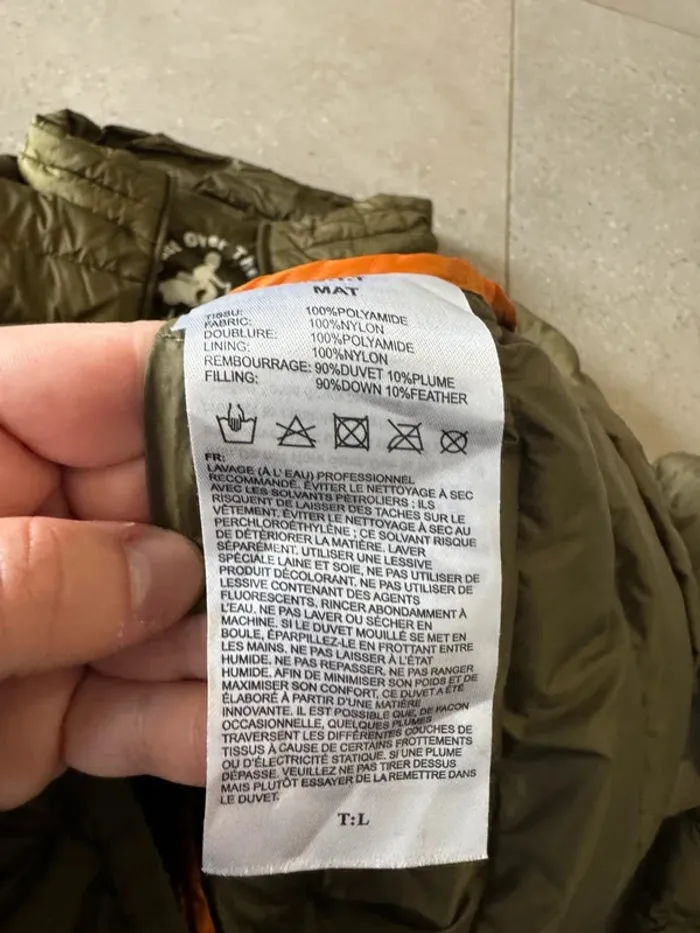 Over The
MAT
TISSU: 100%POLYAMIDE
FABRIC: 100%NYLON
DOUBLURE: 100%POLYAMIDE
LINING: 100%NYLON
REMBOURRAGE: 90%DUVET 10%PLUME
FILLING: 90%DOWN 10%FEATHER
FR:
LAVAGE (À L' EAU) PROFESSIONNEL
RECOMMANDÉ. ÉVITER LE NETTOYAGE À SEC
AVEC LES SOLVANTS PÉTROLIERS ; ILS
RISQUENT DE LAISSER DES TACHES SUR LE
VÊTEMENT. ÉVITER LE NETTOYAGE À SEC AU
PERCHLOROÉTHYLÈNE ; CE SOLVANT RISQUE
DE DÉTÉRIORER LA MATIÈRE. LAVER
SÉPARÉMENT. UTILISER UNE LESSIVE
SPÉCIALE LAINE ET SOIE, NE PAS UTILISER DE
PRODUIT DÉCOLORANT. NE PAS UTILISER DE
LESSIVE CONTENANT DES AGENTS
FLUORESCENTS. RINCER ABONDAMMENT À
L'EAU. NE PAS LAVER OU SÉCHER EN
MACHINE. SI LE DUVET MOUILLÉ SE MET EN
BOULE, ÉPARPILLEZ-LE EN FROTTANT ENTRE
LES MAINS. NE PAS LAISSER À L'ÉTAT
HUMIDE. NE PAS REPASSER. NE PAS RANGER
HUMIDE. AFIN DE MINIMISER SON POIDS ET DE
MAXIMISER SON CONFORT, CE DUVET A ÉTÉ
ÉLABORÉ À PARTIR D'UNE MATIÈRE
INNOVANTE. IL EST POSSIBLE QUE, DE FAÇON
OCCASIONNELLE, QUELQUES PLUMES
TRAVERSENT LES DIFFÉRENTES COUCHES DE
TISSUS À CAUSE DE CERTAINS FROTTEMENTS
OU D'ÉLECTRICITÉ STATIQUE. SI UNE PLUME
DÉPASSE, VEUILLEZ NE PAS TIRER DESSUS
MAIS PLUTÔT ESSAYER DE LA REMETTRE DANS
LE DUVET.
T:L